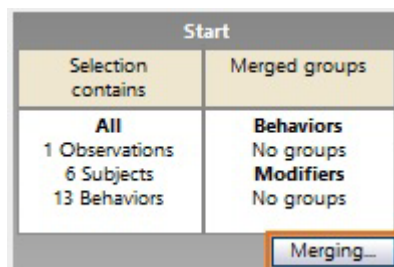 Start
Selection
contains
Merged groups
All
1 Observations
6 Subjects
13 Behaviors
Behaviors
No groups
Modifiers
No groups
Merging...